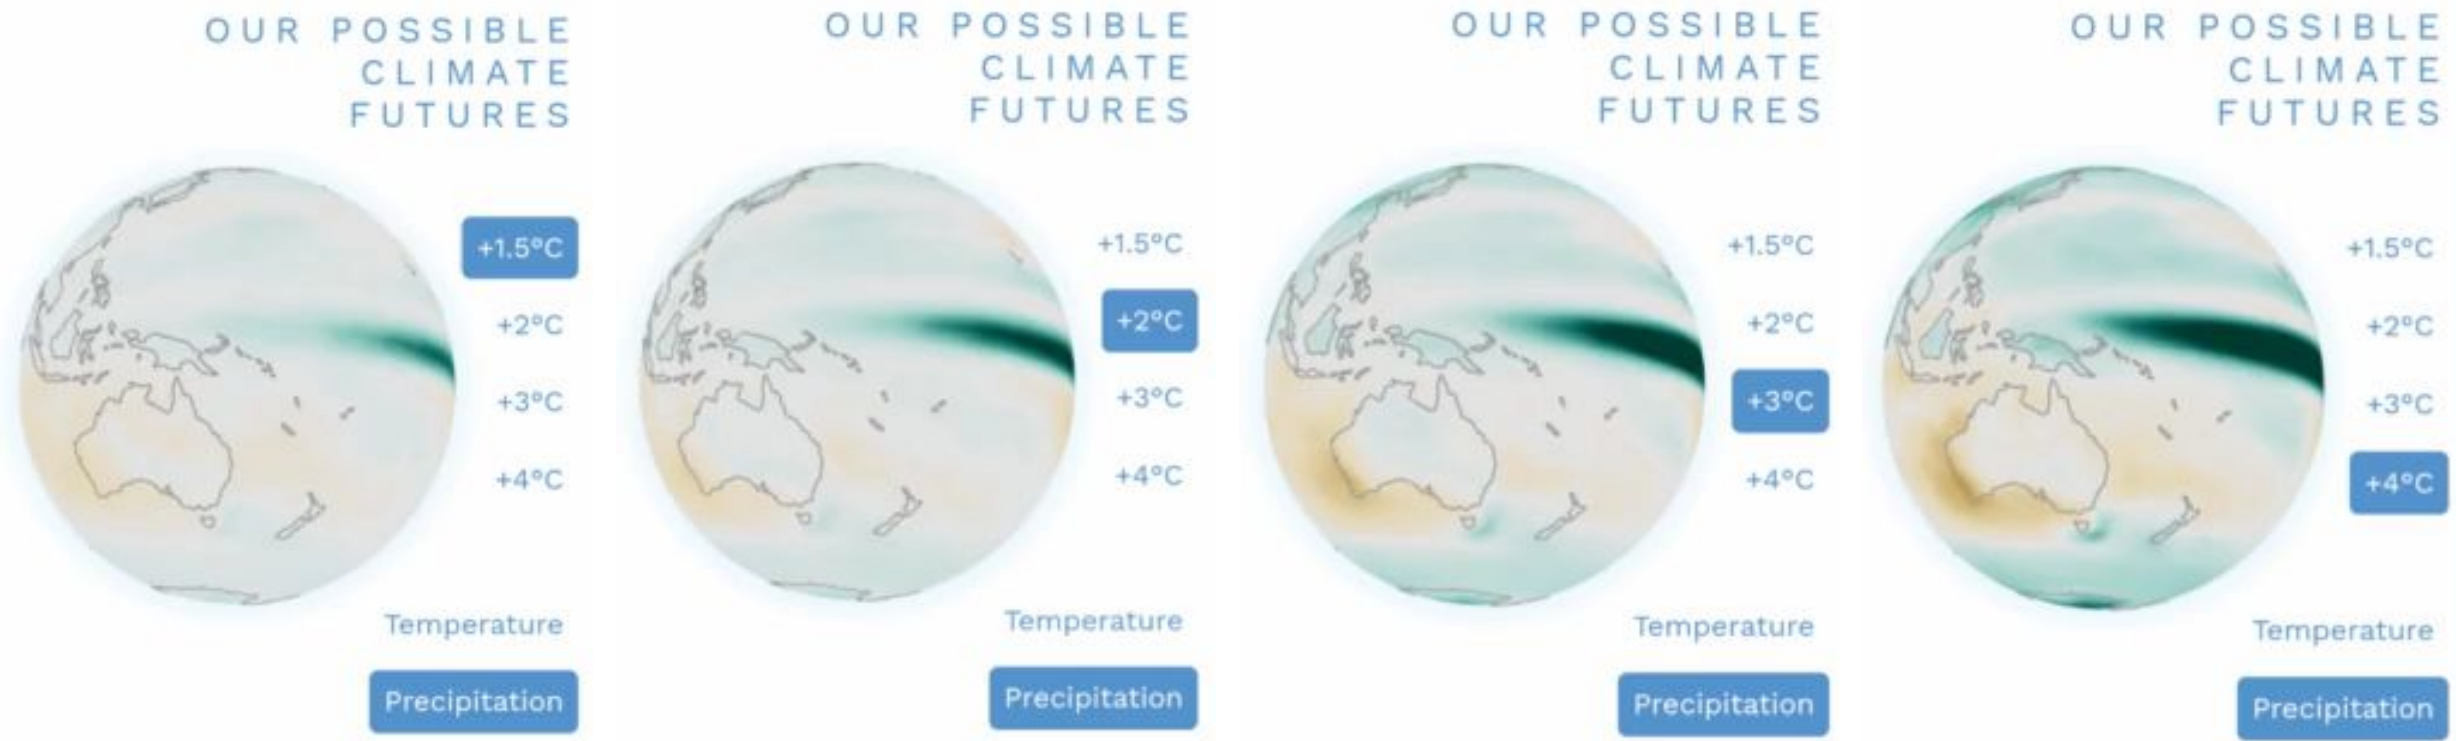 OUR POSSIBLE
CLIMATE
FUTURES
+1.5°C
+2°C
+3°C
+4°C
Temperature
Precipitation
OUR POSSIBLE
CLIMATE
FUTURES
+1.5°C
+2°C
+3°C
+4°C
Temperature
Precipitation
OUR POSSIBLE
CLIMATE
FUTURES
+1.5°C
+2°C
+3°C
+4°C
Temperature
Precipitation
OUR POSSIBLE
CLIMATE
FUTURES
+1.5°C
+2°C
+3°C
+4°C
Temperature
Precipitation